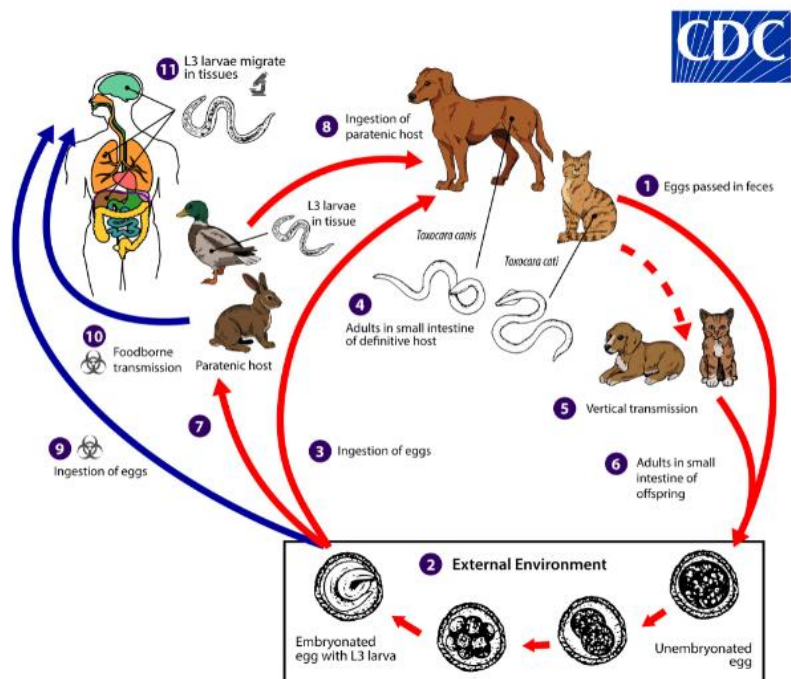 CDC
11 L3 larvae migrate
in tissues
8 Ingestion of
paratenic host
1 Eggs passed in feces
L3 larvae
in tissue
Toxocara canis
Toxocara cati
4
Adults in small intestine
of definitive host
10
Foodborne
transmission
Paratenic host
5 Vertical transmission
7
9
Ingestion of eggs
3 Ingestion of eggs
6 Adults in small
intestine of
offspring
2 External Environment
Embryonated
egg with L3 larva
Unembryonated
egg